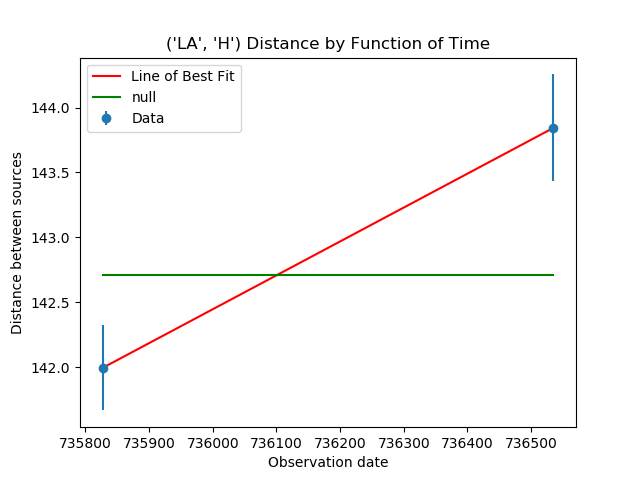 ('LA', 'H') Distance by Function of Time
Line of Best Fit
null
Data
Distance between sources
144.0
143.5
143.0
142.5
142.0
735800 735900 736000 736100 736200 736300 736400 736500
Observation date